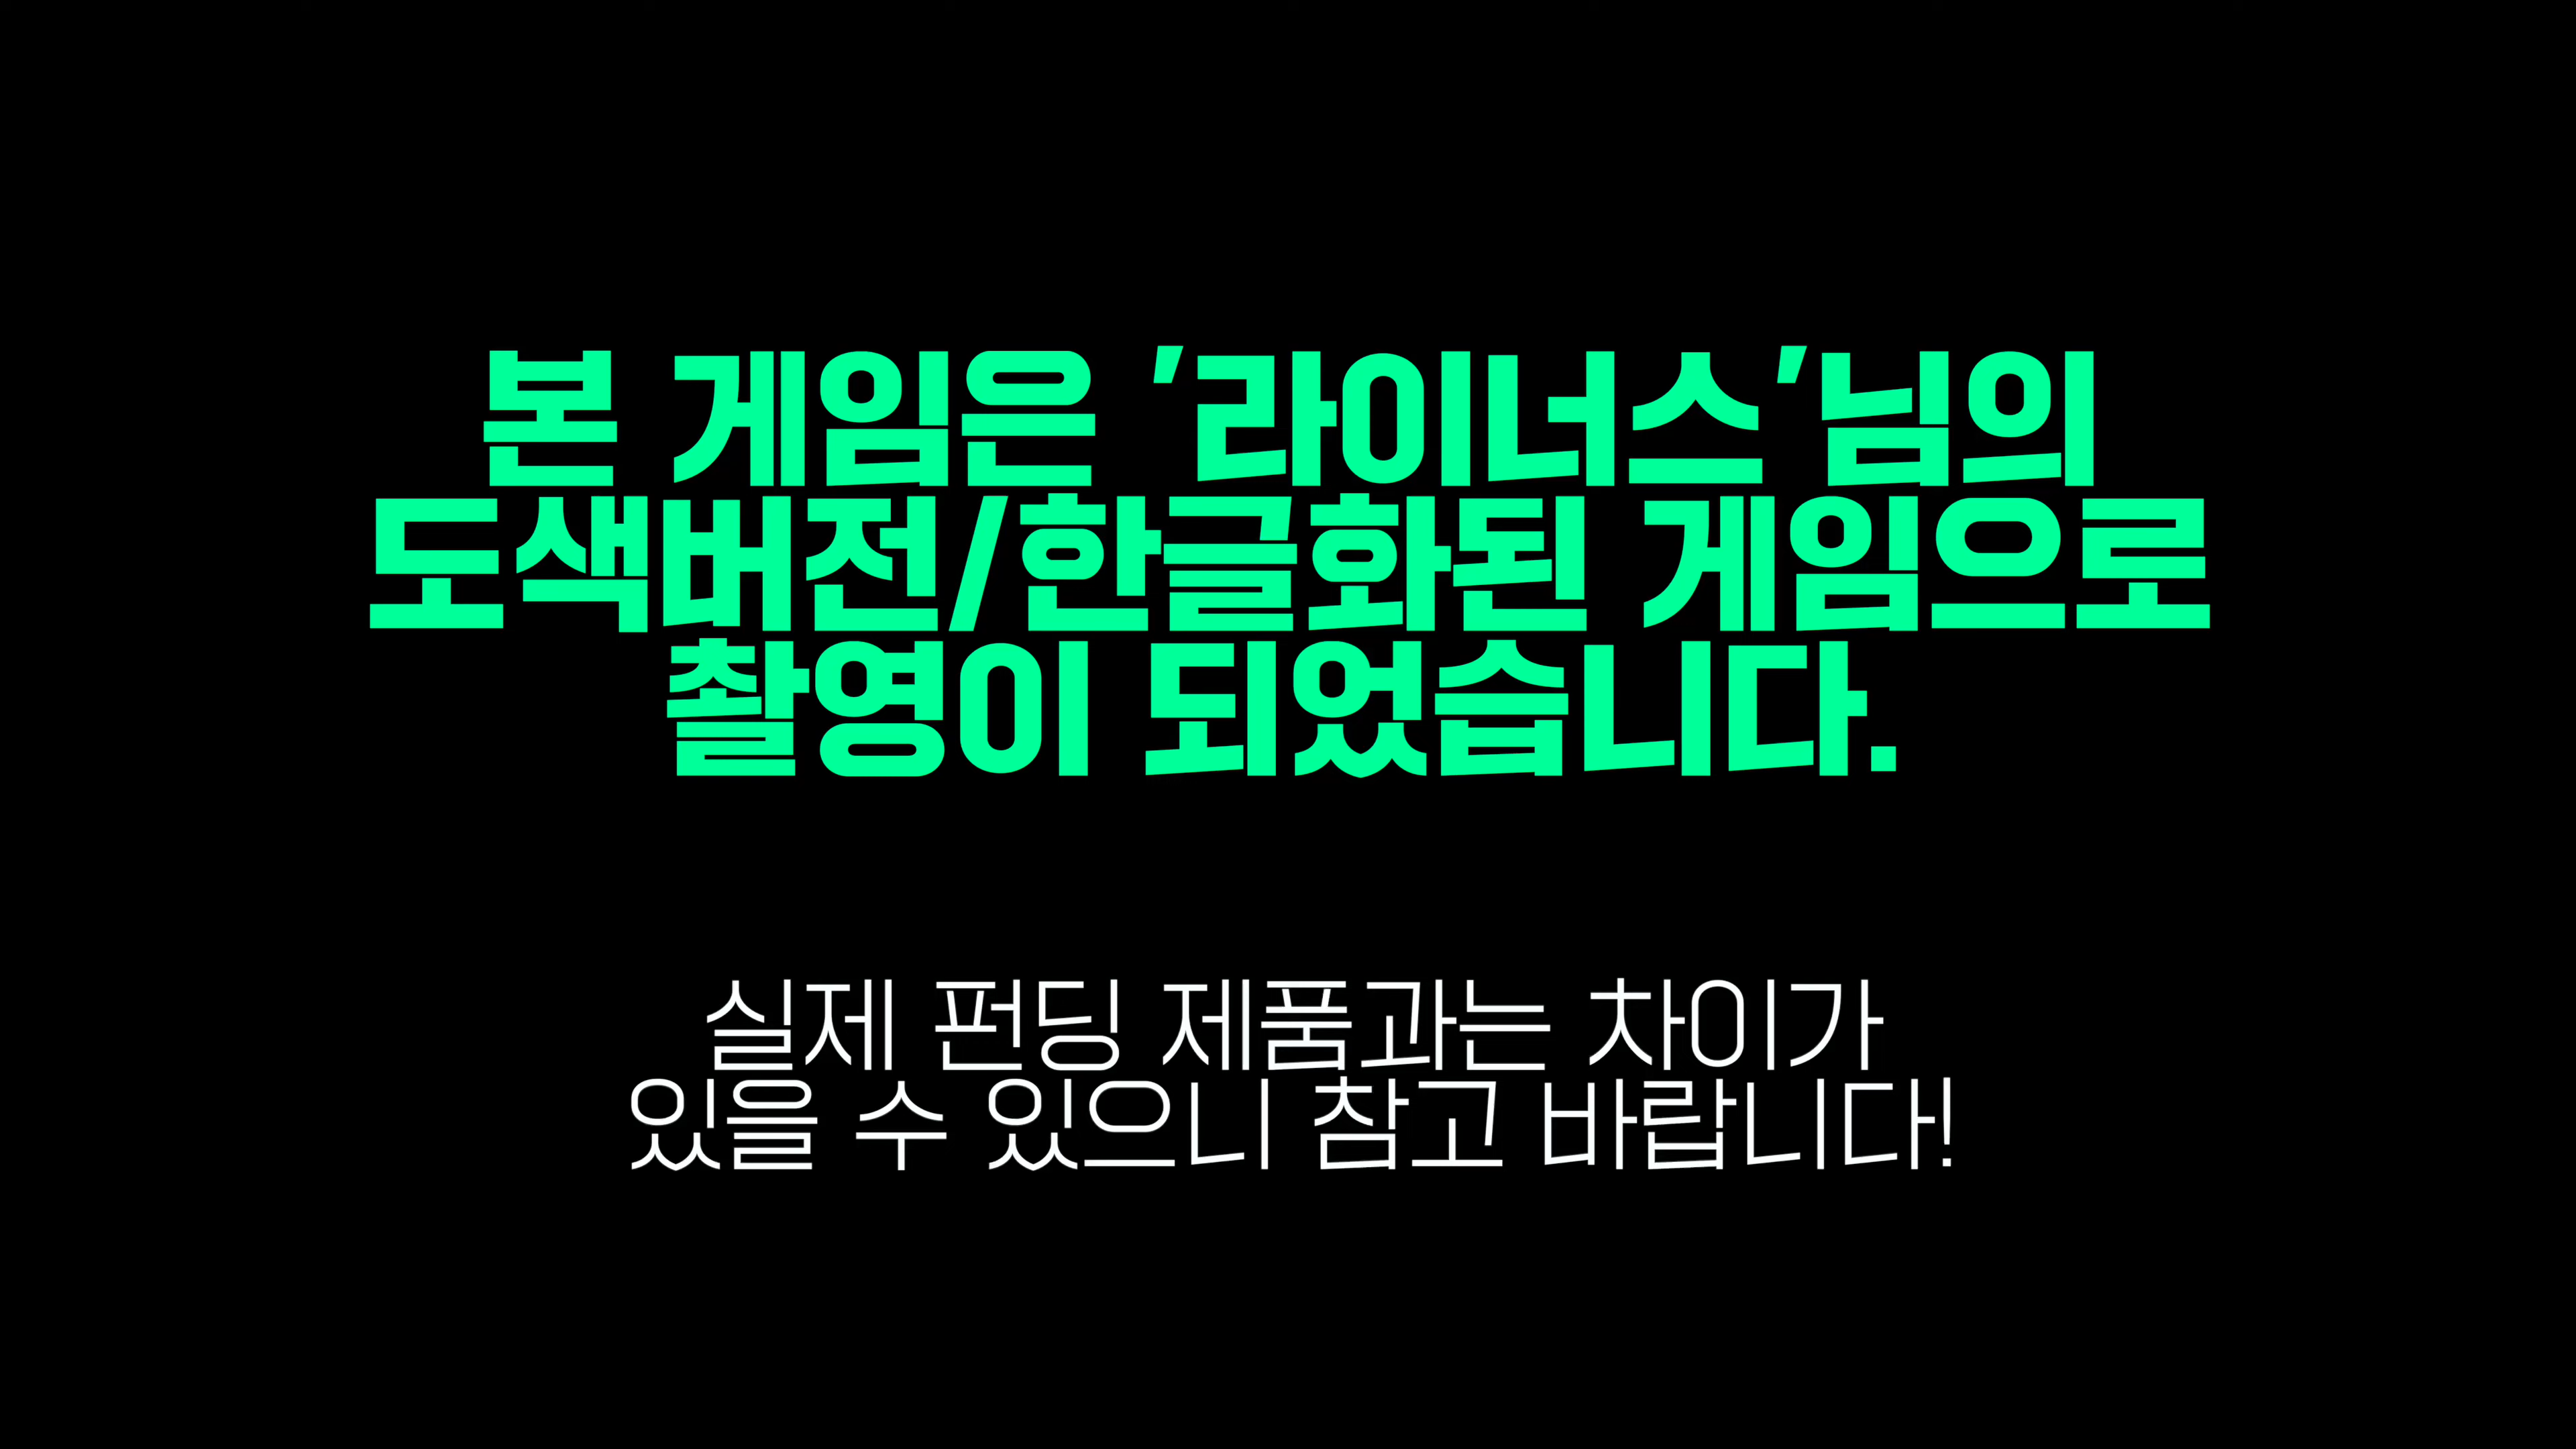 본 게임은 '라이너스'님의
도색버전/한글화된 게임으로
촬영이 되었습니다.
실제 펀딩 제품과는 차이가
있을 수 있으니 참고 바랍니다!